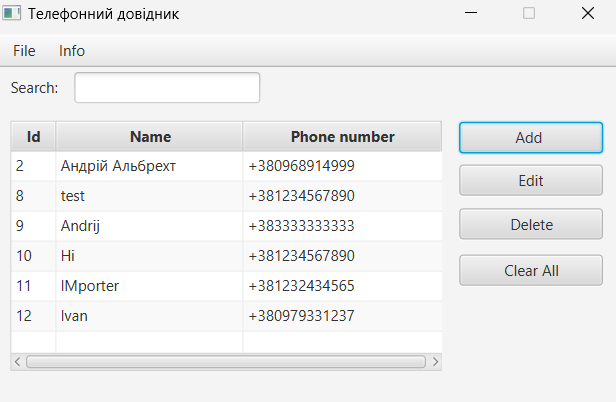 Телефонний довідник
File Info
Search:
Id Name Phone number
2 Андрій Альбрехт +380968914999
8 test +381234567890
9 Andrij +383333333333
10 Hi +381234567890
11 IMporter +381232434565
12 Ivan +380979331237
Add
Edit
Delete
Clear All